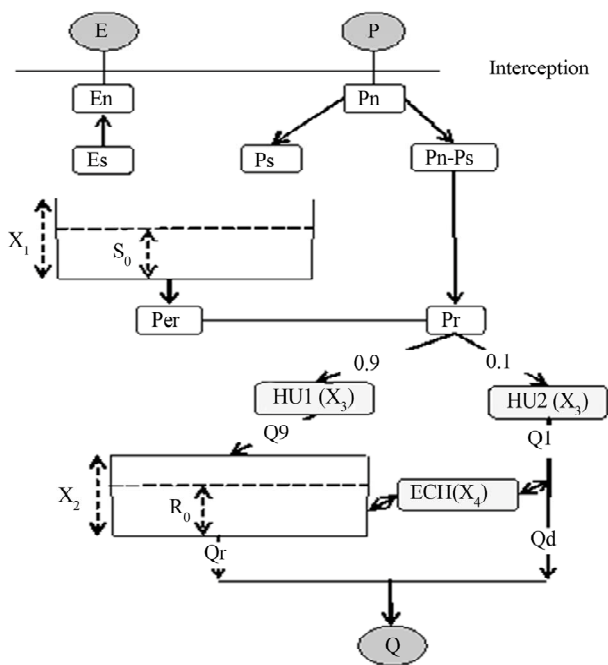 E
P
Interception
En
Pn
Es
Ps
Pn-Ps
X1
S0
Per
Pr
0.9
0.1
HU1 (X3)
HU2 (X3)
Q9
Q1
X2
R0
ECH(X4)
Qr
Qd
Q